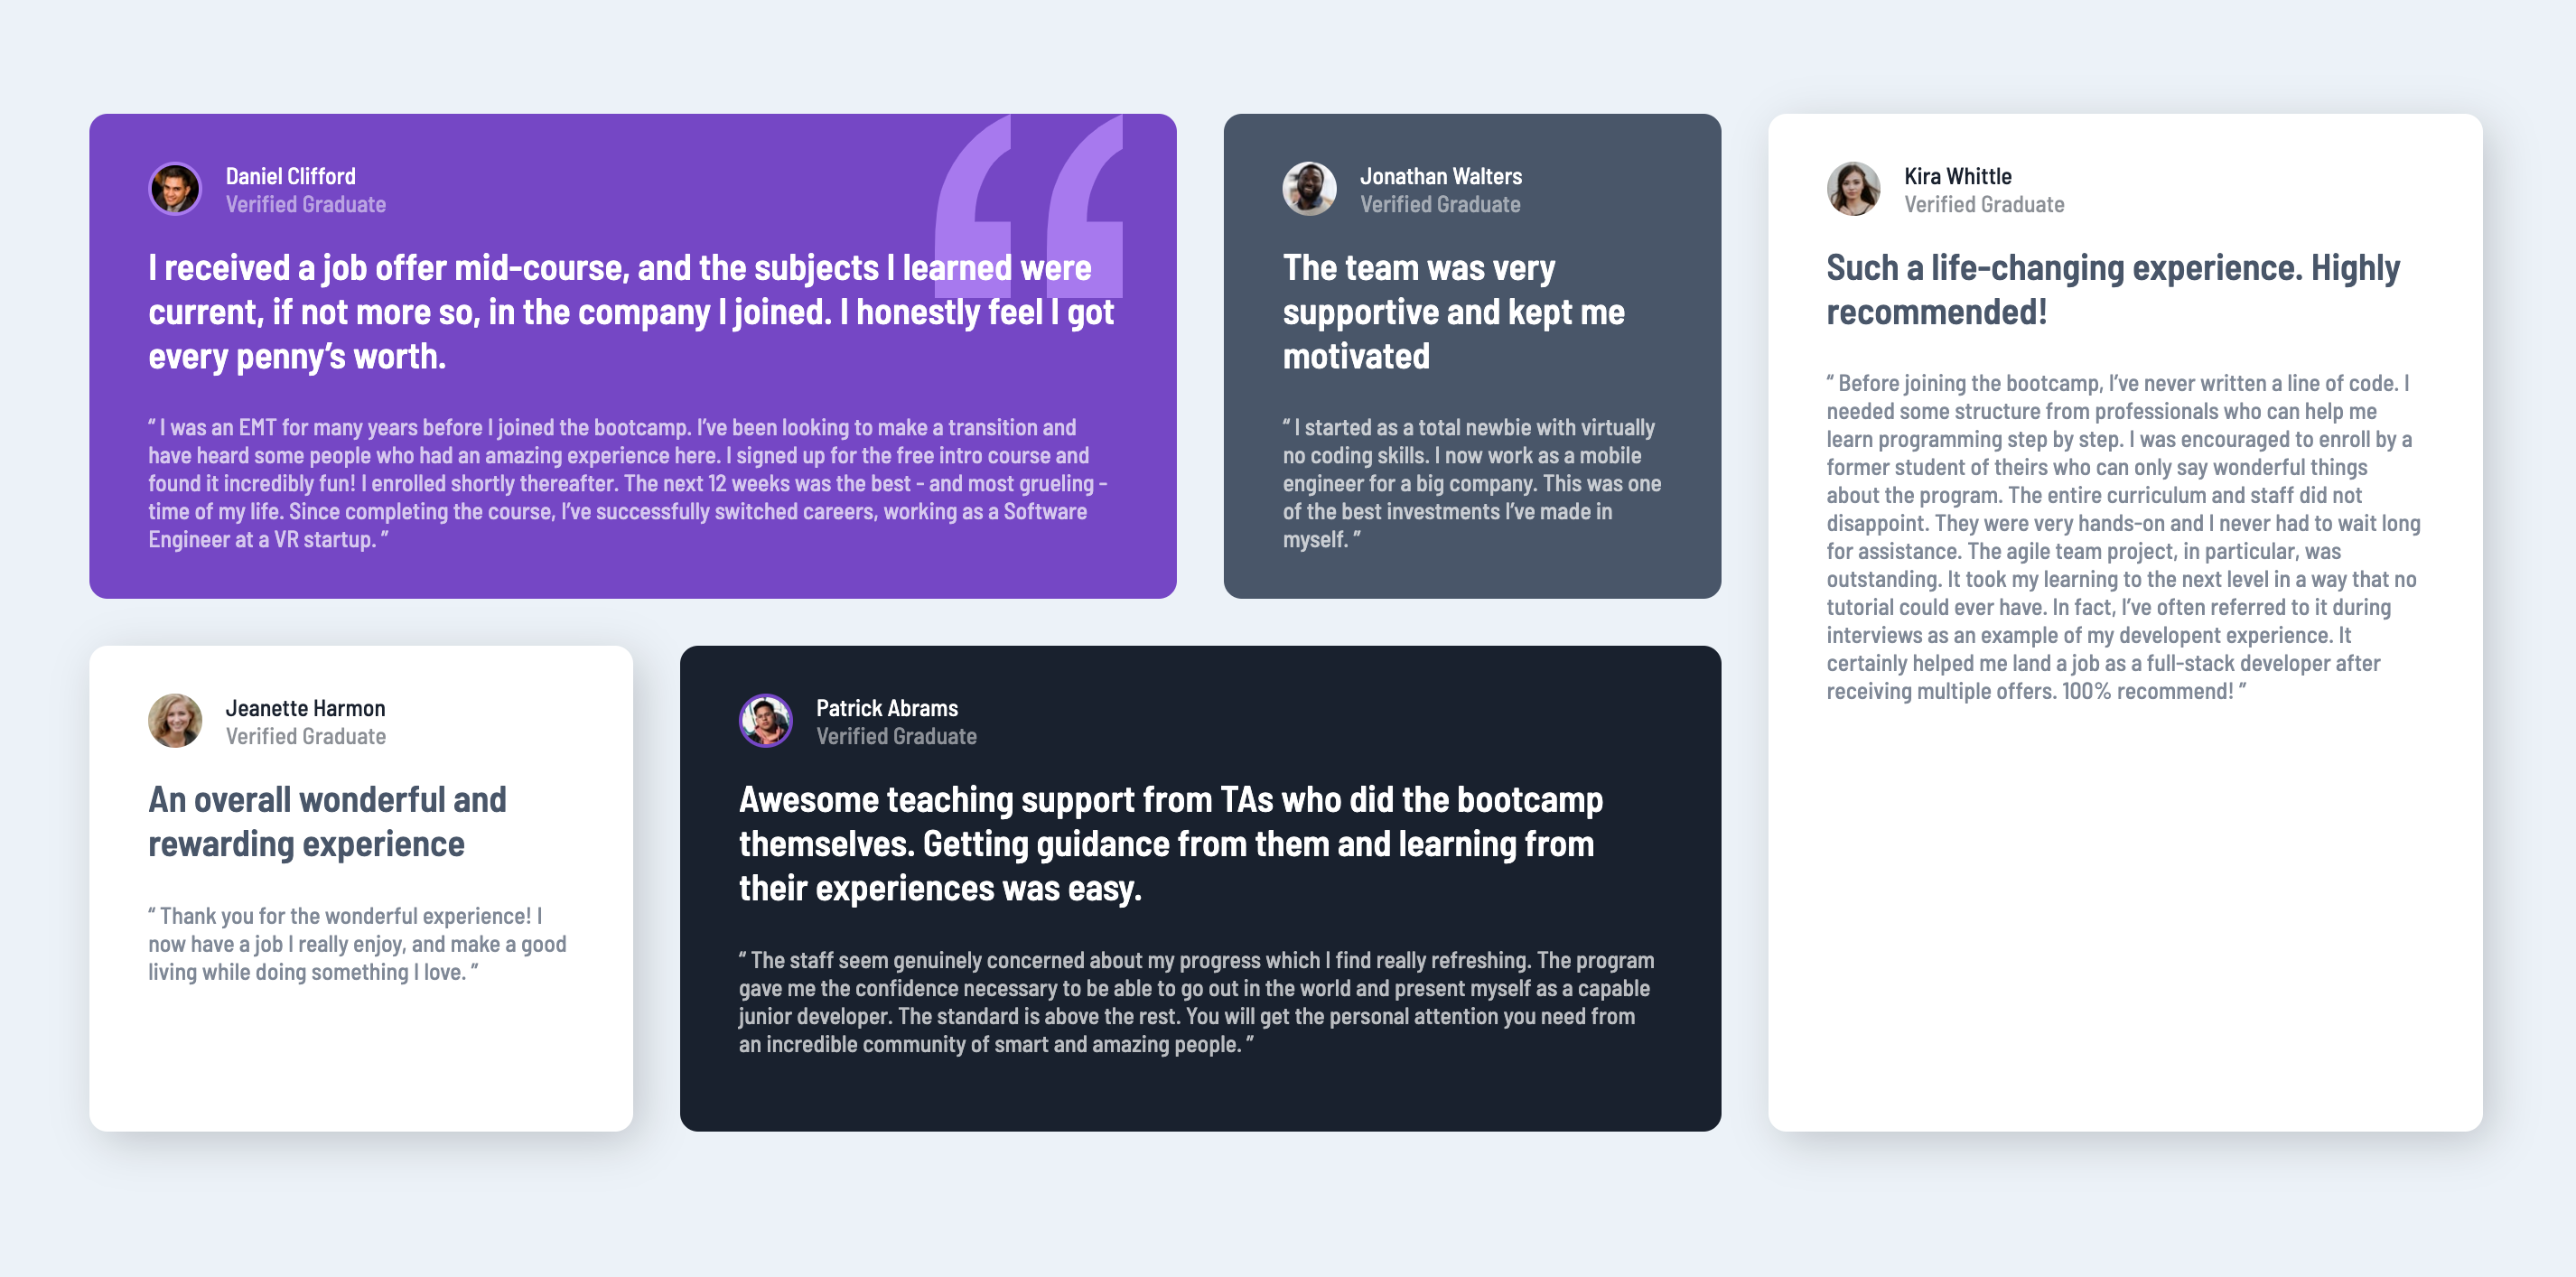 Daniel Clifford
Verified Graduate
I received a job offer mid-course, and the subjects I learned were
current, if not more so, in the company I joined. I honestly feel I got
every penny’s worth.
“ I was an EMT for many years before I joined the bootcamp. I’ve been looking to make a transition and
have heard some people who had an amazing experience here. I signed up for the free intro course and
found it incredibly fun! I enrolled shortly thereafter. The next 12 weeks was the best - and most grueling -
time of my life. Since completing the course, I’ve successfully switched careers, working as a Software
Engineer at a VR startup. ”
Jonathan Walters
Verified Graduate
The team was very
supportive and kept me
motivated
“ I started as a total newbie with virtually
no coding skills. I now work as a mobile
engineer for a big company. This was one
of the best investments I’ve made in
myself. ”
Kira Whittle
Verified Graduate
Such a life-changing experience. Highly
recommended!
“ Before joining the bootcamp, I’ve never written a line of code. I
needed some structure from professionals who can help me
learn programming step by step. I was encouraged to enroll by a
former student of theirs who can only say wonderful things
about the program. The entire curriculum and staff did not
disappoint. They were very hands-on and I never had to wait long
for assistance. The agile team project, in particular, was
outstanding. It took my learning to the next level in a way that no
tutorial could ever have. In fact, I’ve often referred to it during
interviews as an example of my developent experience. It
certainly helped me land a job as a full-stack developer after
receiving multiple offers. 100% recommend! ”
Jeanette Harmon
Verified Graduate
An overall wonderful and
rewarding experience
“ Thank you for the wonderful experience! I
now have a job I really enjoy, and make a good
living while doing something I love. ”
Patrick Abrams
Verified Graduate
Awesome teaching support from TAs who did the bootcamp
themselves. Getting guidance from them and learning from
their experiences was easy.
“ The staff seem genuinely concerned about my progress which I find really refreshing. The program
gave me the confidence necessary to be able to go out in the world and present myself as a capable
junior developer. The standard is above the rest. You will get the personal attention you need from
an incredible community of smart and amazing people. ”